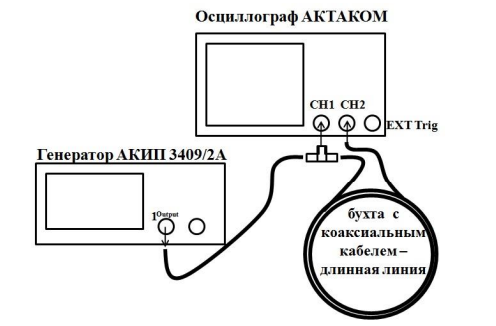 Осциллограф АКТАКОМ
CH1 CH2
EXT Trig
Генератор АКИП 3409/2А
1Output
бухта с
коаксиальным
кабелем –
длинная линия